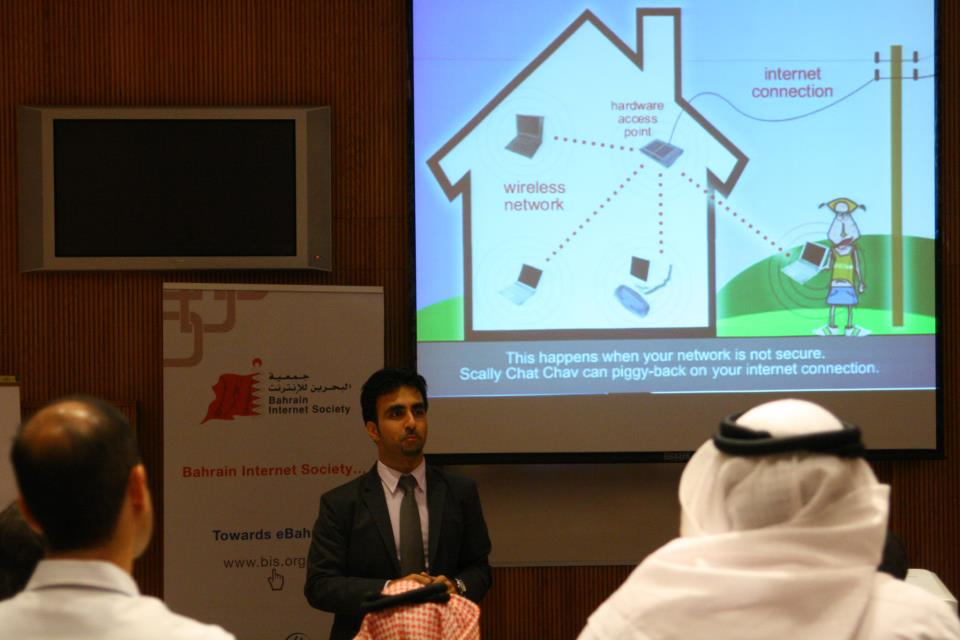 internet
connection
hardware
access
point
wireless
network
This happens when your network is not secure.
Scally Chat Chav can piggy-back on your internet connection.
جمعية
البحرين للإنترنت
Bahrain
Internet Society
Bahrain Internet Society...
Towards eBah
www.bis.org